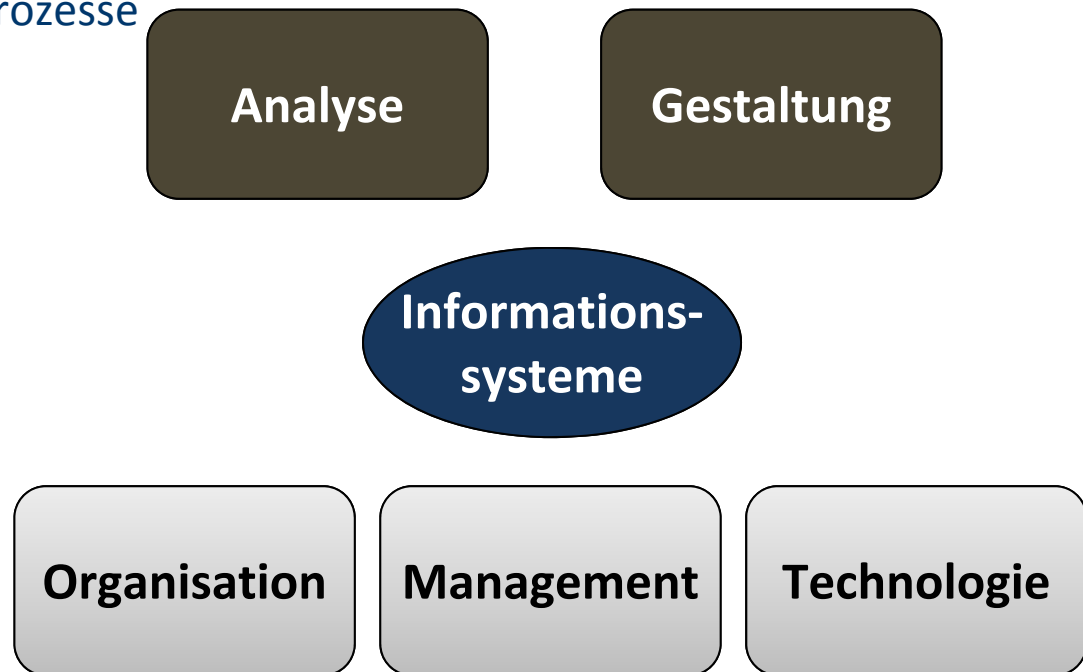 rozesse
Analyse
Gestaltung
Informations-
systeme
Organisation
Management
Technologie